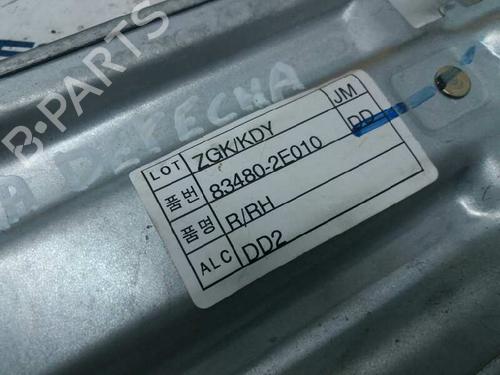 B-PARTS
DERECHA
LOT ZGK/KDY JM
품번 83480-2E010 DD
품명 R/RH
ALC DD2